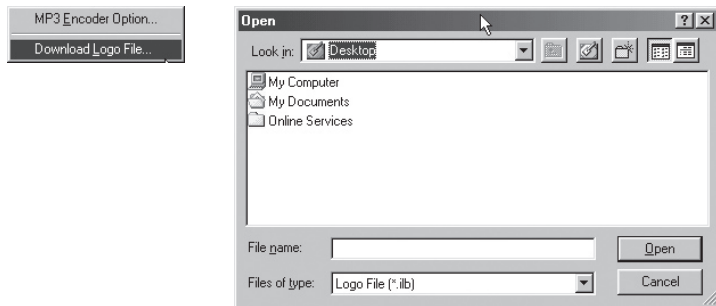 MP3 Encoder Option...
Download Logo File...
Open
Look in: Desktop
My Computer
My Documents
Online Services
File name:
Open
Files of type: Logo File (*.ilb)
Cancel